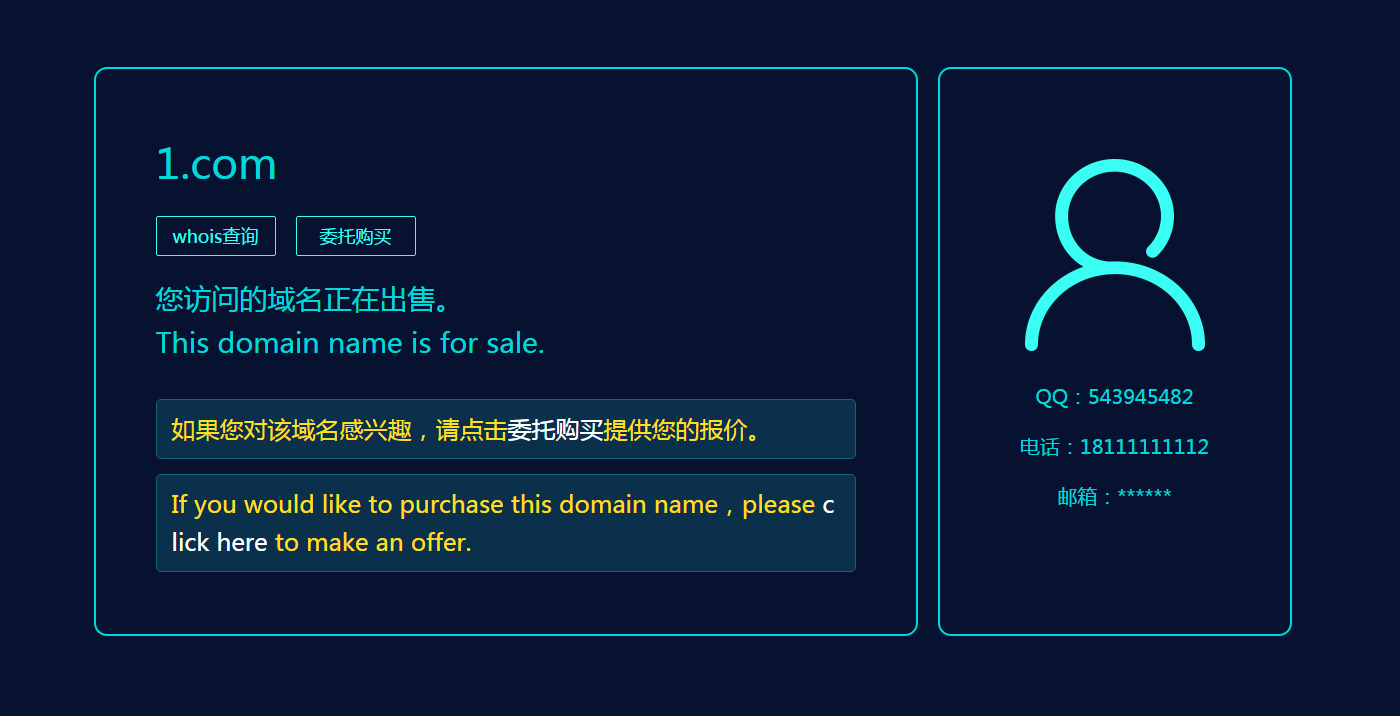 1.com
whois查询 委托购买
您访问的域名正在出售。
This domain name is for sale.
如果您对该域名感兴趣，请点击委托购买提供您的报价。
If you would like to purchase this domain name，please c
lick here to make an offer.
QQ：543945482
电话：18111111112
邮箱：******